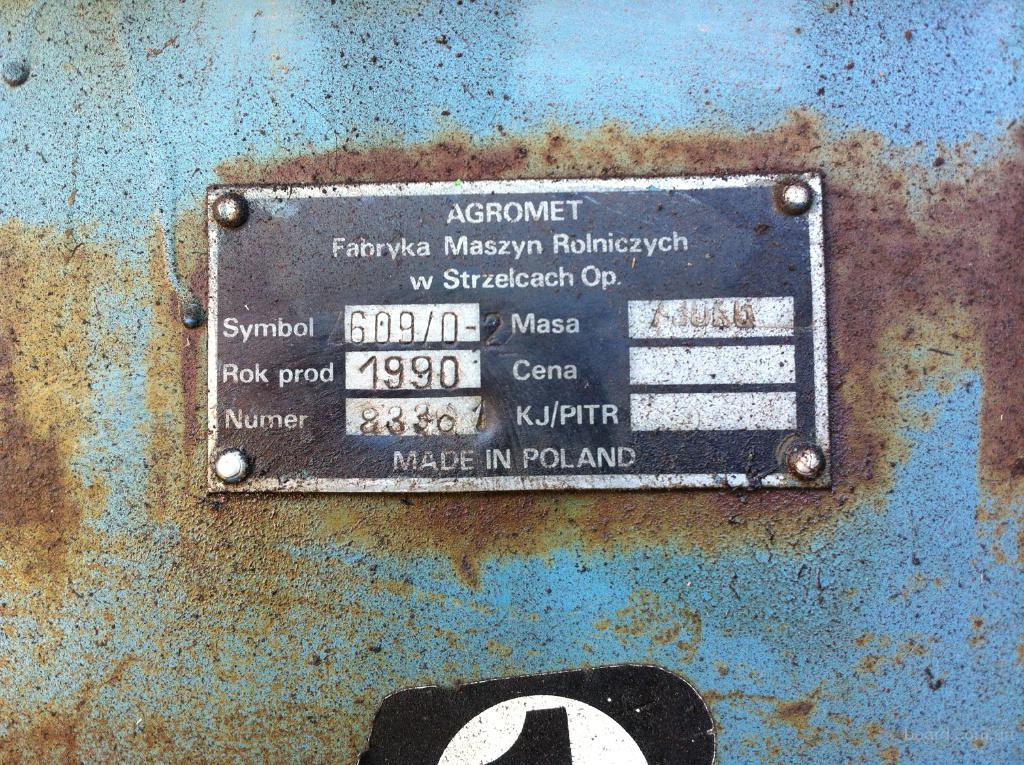 AGROMET
Fabryka Maszyn Rolniczych
w Strzelcach Op.
Symbol 609/0-2 Masa
Rok prod 1990 Cena
Numer KJ/PITR
MADE IN POLAND
1